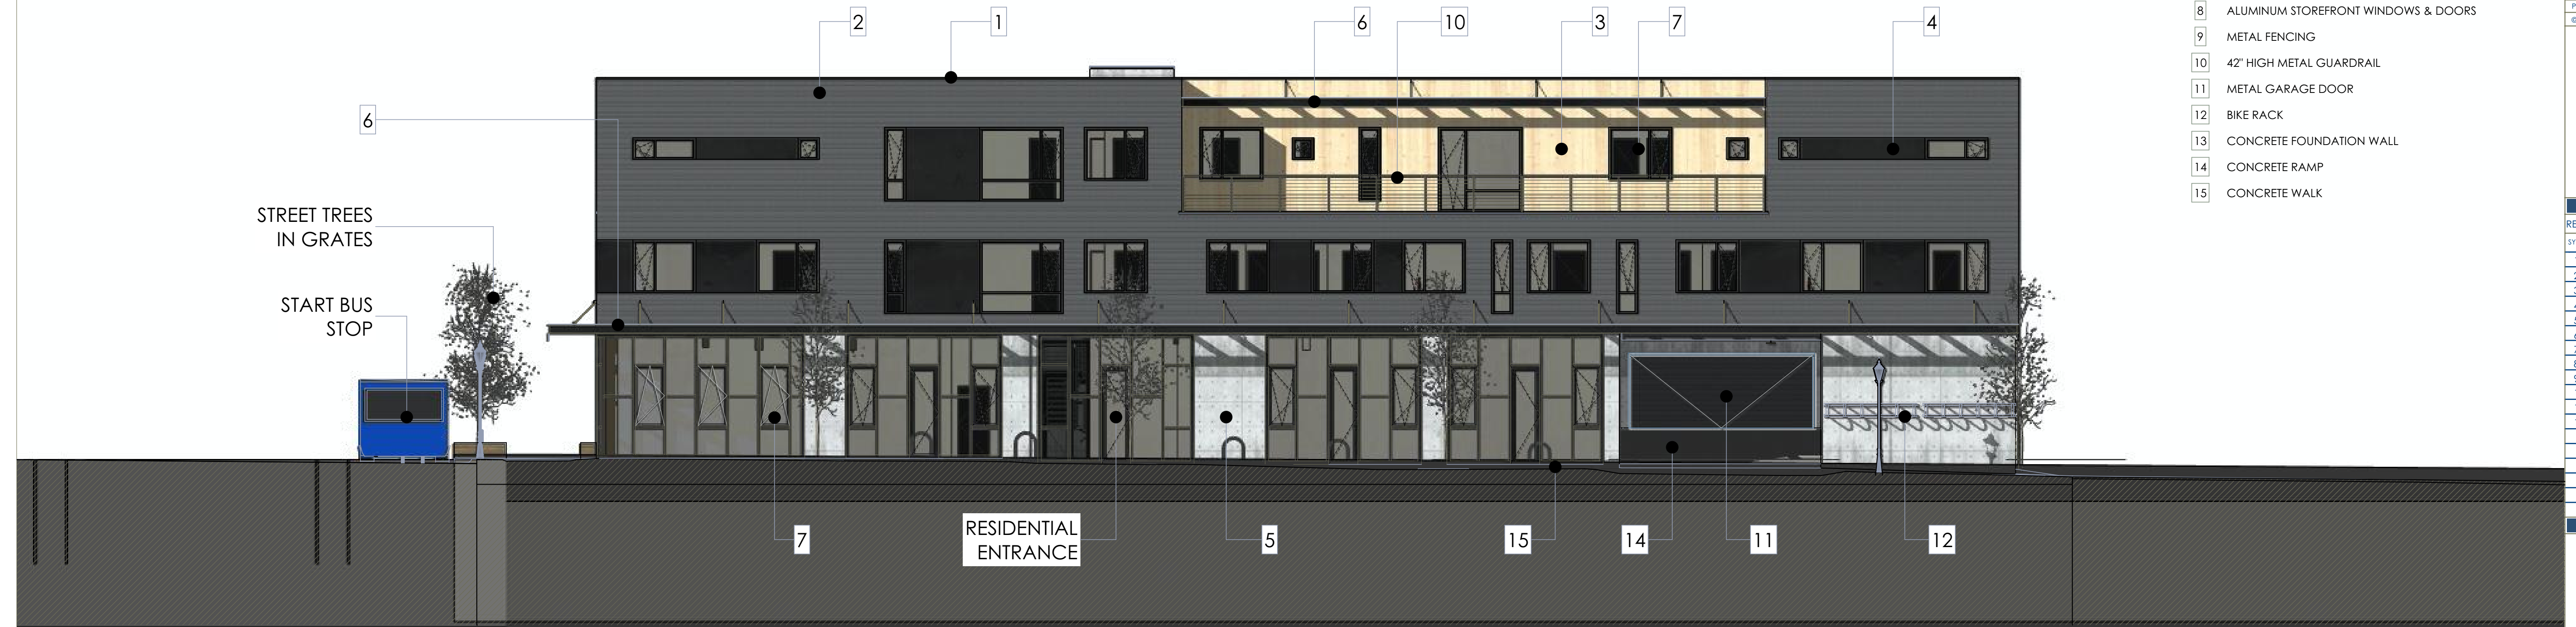 2
1
6
10
3
7
4
6
STREET TREES
IN GRATES
START BUS
STOP
7
RESIDENTIAL
ENTRANCE
5
15
14
11
12
8 ALUMINUM STOREFRONT WINDOWS & DOORS
9 METAL FENCING
10 42" HIGH METAL GUARDRAIL
11 METAL GARAGE DOOR
12 BIKE RACK
13 CONCRETE FOUNDATION WALL
14 CONCRETE RAMP
15 CONCRETE WALK